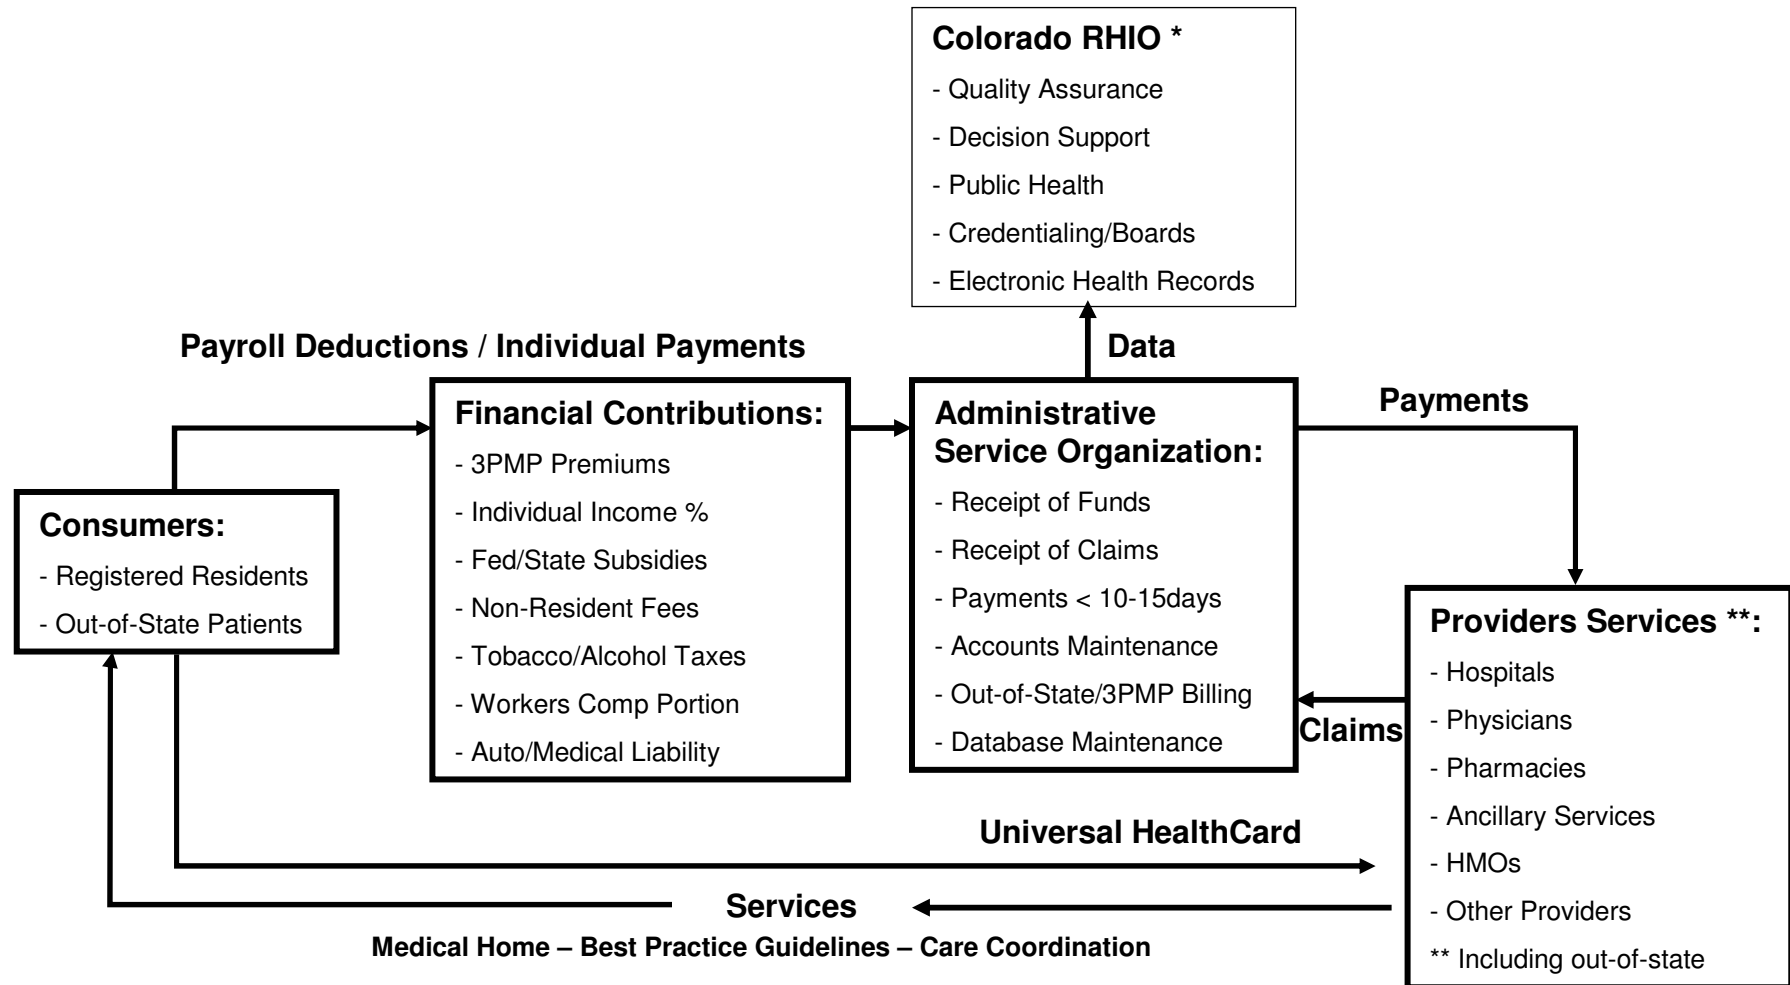 Colorado RHIO *
- Quality Assurance
- Decision Support
- Public Health
- Credentialing/Boards
- Electronic Health Records
Payroll Deductions / Individual Payments
Data
Consumers:
- Registered Residents
- Out-of-State Patients
Financial Contributions:
- 3PMP Premiums
- Individual Income %
- Fed/State Subsidies
- Non-Resident Fees
- Tobacco/Alcohol Taxes
- Workers Comp Portion
- Auto/Medical Liability
Administrative
Service Organization:
- Receipt of Funds
- Receipt of Claims
- Payments < 10-15days
- Accounts Maintenance
- Out-of-State/3PMP Billing
- Database Maintenance
Payments
Claims
Providers Services **:
- Hospitals
- Physicians
- Pharmacies
- Ancillary Services
- HMOs
- Other Providers
** Including out-of-state
Universal HealthCard
Services
Medical Home – Best Practice Guidelines – Care Coordination